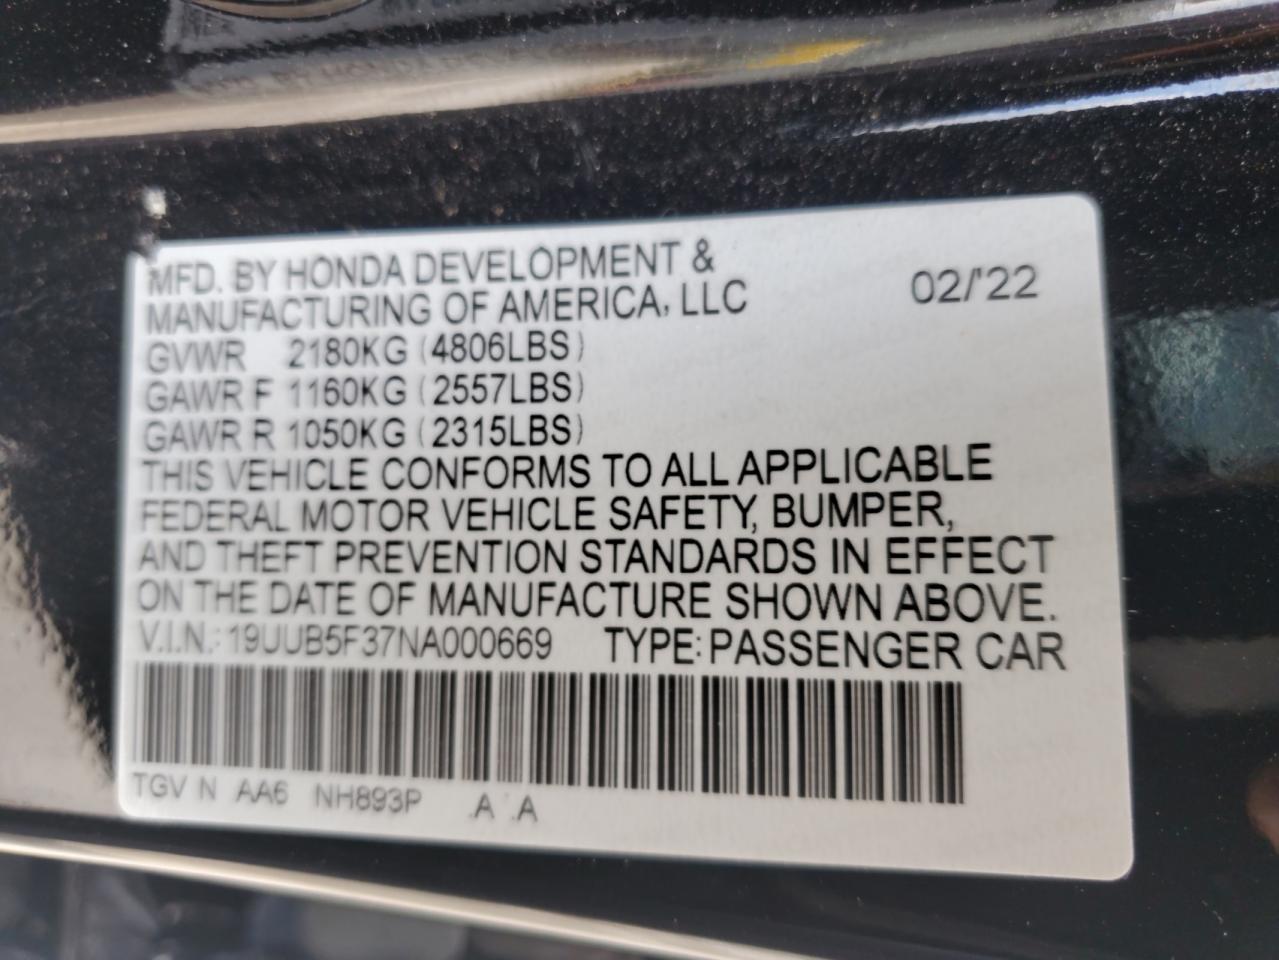 MFD. BY HONDA DEVELOPMENT &
MANUFACTURING OF AMERICA, LLC 02/'22
GVWR 2180KG (4806LBS)
GAWR F 1160KG (2557LBS)
GAWR R 1050KG (2315LBS)
THIS VEHICLE CONFORMS TO ALL APPLICABLE
FEDERAL MOTOR VEHICLE SAFETY, BUMPER,
AND THEFT PREVENTION STANDARDS IN EFFECT
ON THE DATE OF MANUFACTURE SHOWN ABOVE.
V.I.N.: 19UUB5F37NA000669 TYPE: PASSENGER CAR
TGV N AA6 NH893P .A .A